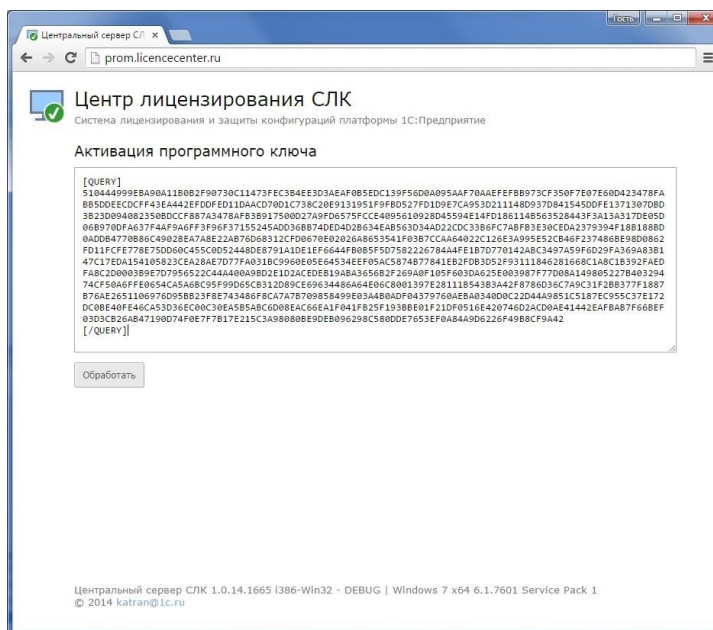 Гость
Центральный сервер СЛ
prom.licencecenter.ru
Центр лицензирования СЛК
Система лицензирования и защиты конфигураций платформы 1С:Предприятие
Активация программного ключа
[QUERY]
510444999EBA90A11B0B2F90730C11473FEC3B4EE3D3AEAF0B5EDC139F56D0A095AAF70AAEFEFBB973CF350F7E07E60D423478FA
BB5DDEECDCFF43EA442EFDDFED11DAACD70D1C738C20E9131951F9FBD527FD1D9E7CA953D211148D937D841545DDFE1371307DBD
3B23D094082350BDCCF887A3478AFB3B917500D27A9FD6575FCCE4095610928D45594E14FD186114B563528443F3A13A317DE05D
06B970DFA637F4AF9A6FF3F96F37155245ADD36BB74DED4D2B634EAB563D34AD22CDC33B6FC7ABFB3E30CEDA2379394F18B188BD
0ADDB4770B86C49028EA7A8E22AB76D68312CFD0670E02026A8653541F03B7CCAA64022C126E3A995E52CB46F237486BE98D0862
FD11FCFE778E75DD60C455C0D52448DE8791A1DE1EF6644FB0B5F5D7582226784A4FE1B7D770142ABC3497A59F6D29FA369A83B1
47C17EDA154105823CEA28AE7D77FA031BC9960E05E64534EEF05AC5874B77841EB2FDB3D52F93111846281668C1A8C1B392FAED
FA8C2D0003B9E7D7956522C44A400A9BD2E1D2ACEDEB19ABA3656B2F269A0F105F603DA625E003987F77D08A149805227B403294
74CF50A6FFE0654CA5A6BC95F99D65CB312D89CE69634486A64E06C8001397E28111B543B3A42F8786D36C7A9C31F2BB377F1887
B76AE2651106976D95BB23F8E743486F8CA7A7B709858499E03A4B0ADF04379760AEBA0340D0C22D44A9851C5187EC955C37E172
DC0BE40FE46CA53D36EC00C30EA5B5ABC6D08EAC66EA1F041FB25F193BBE01F21DF0516E420746D2ACD0AE41442EAFBAB7F66BEF
03D3CB26AB47190D74F0E7F7B17E215C3A98080BE9DEB096298C580DDE7653EF0A84A9D6226F49B8CF9A42
[/QUERY]
Обработать
Центральный сервер СЛК 1.0.14.1665 i386-Win32 - DEBUG | Windows 7 x64 6.1.7601 Service Pack 1
© 2014 katran@1c.ru